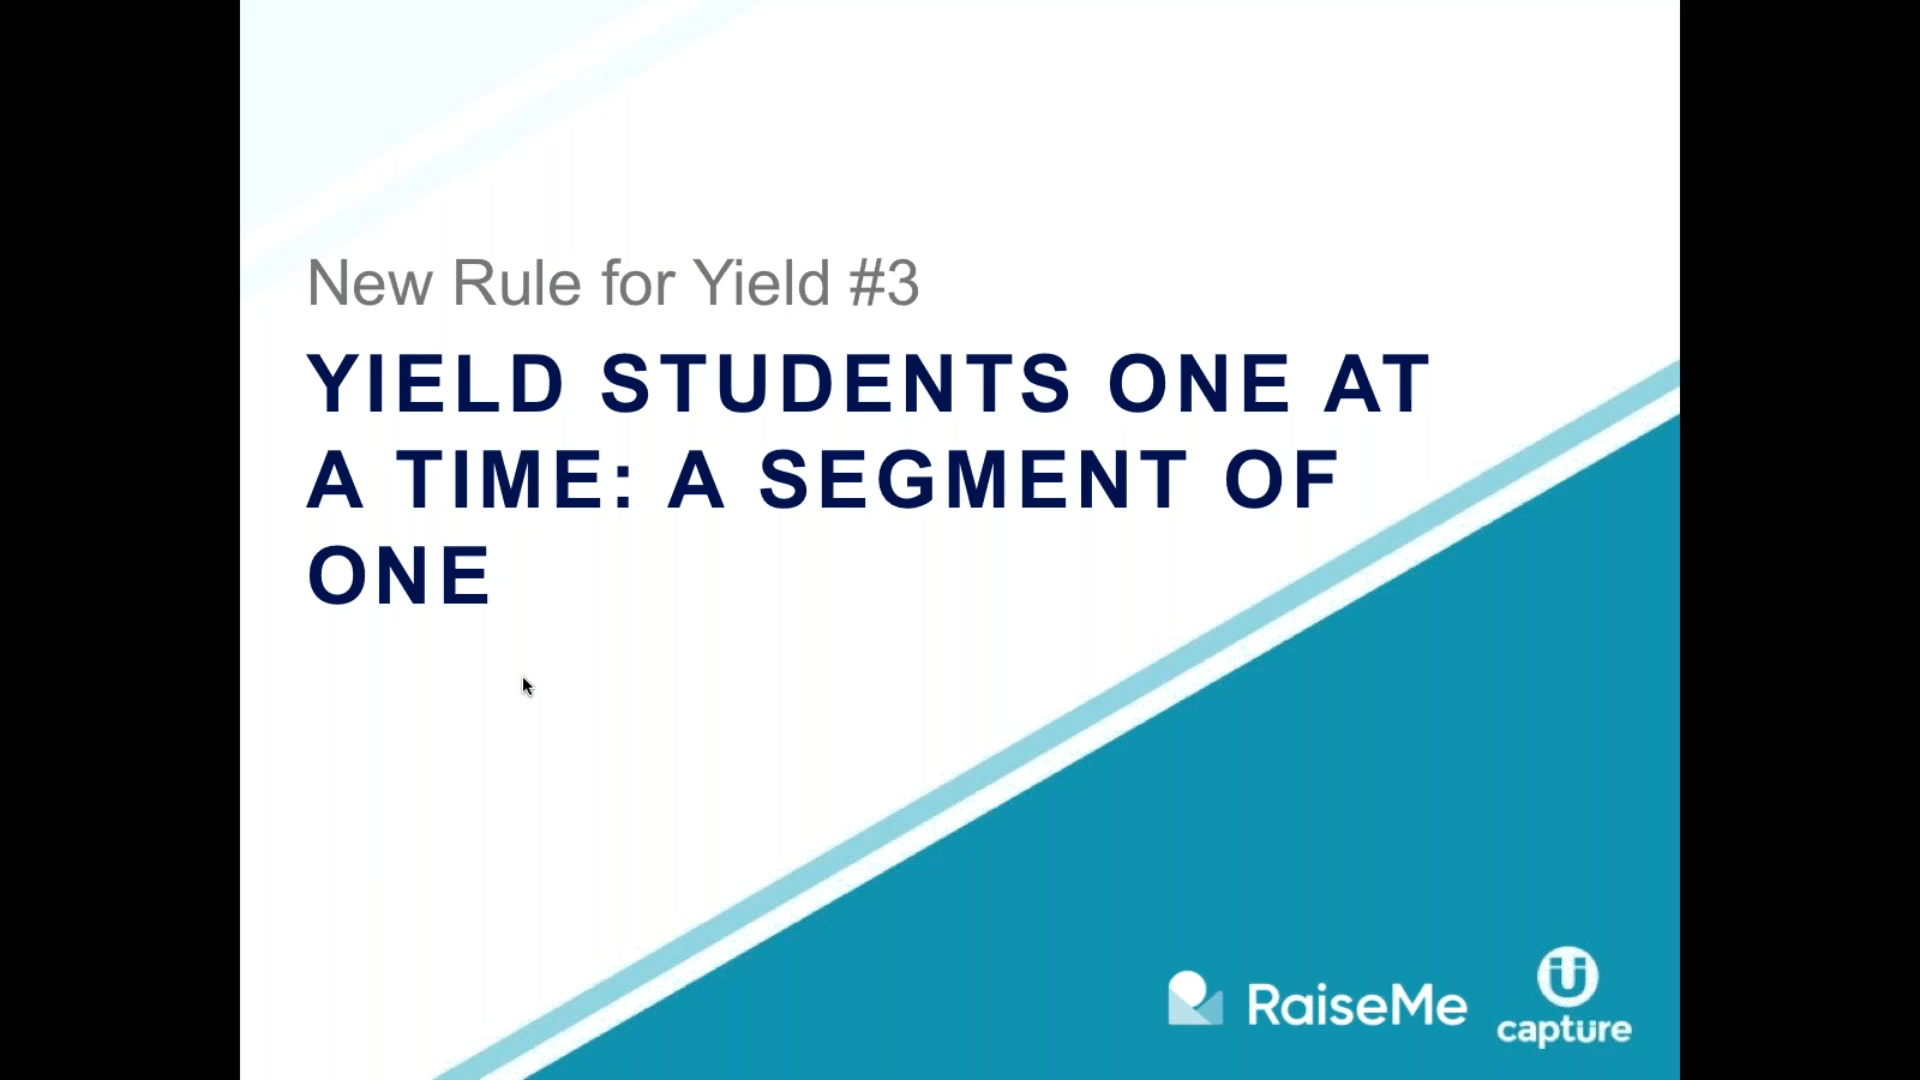 New Rule for Yield #3
YIELD STUDENTS ONE AT
A TIME: A SEGMENT OF
ONE
RaiseMe
capture